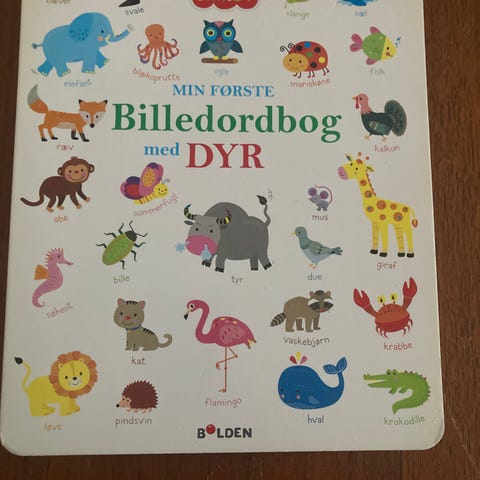 svale
slange
sæl
elefant
blæksprutte
ugle
mariehøne
fisk
MIN FØRSTE
Billedordbog
med DYR
ræv
kalkun
abe
sommerfugl
mus
søhest
bille
tyr
due
giraf
kat
vaskebjørn
krabbe
løve
pindsvin
flamingo
hval
krokodille
BOLDEN